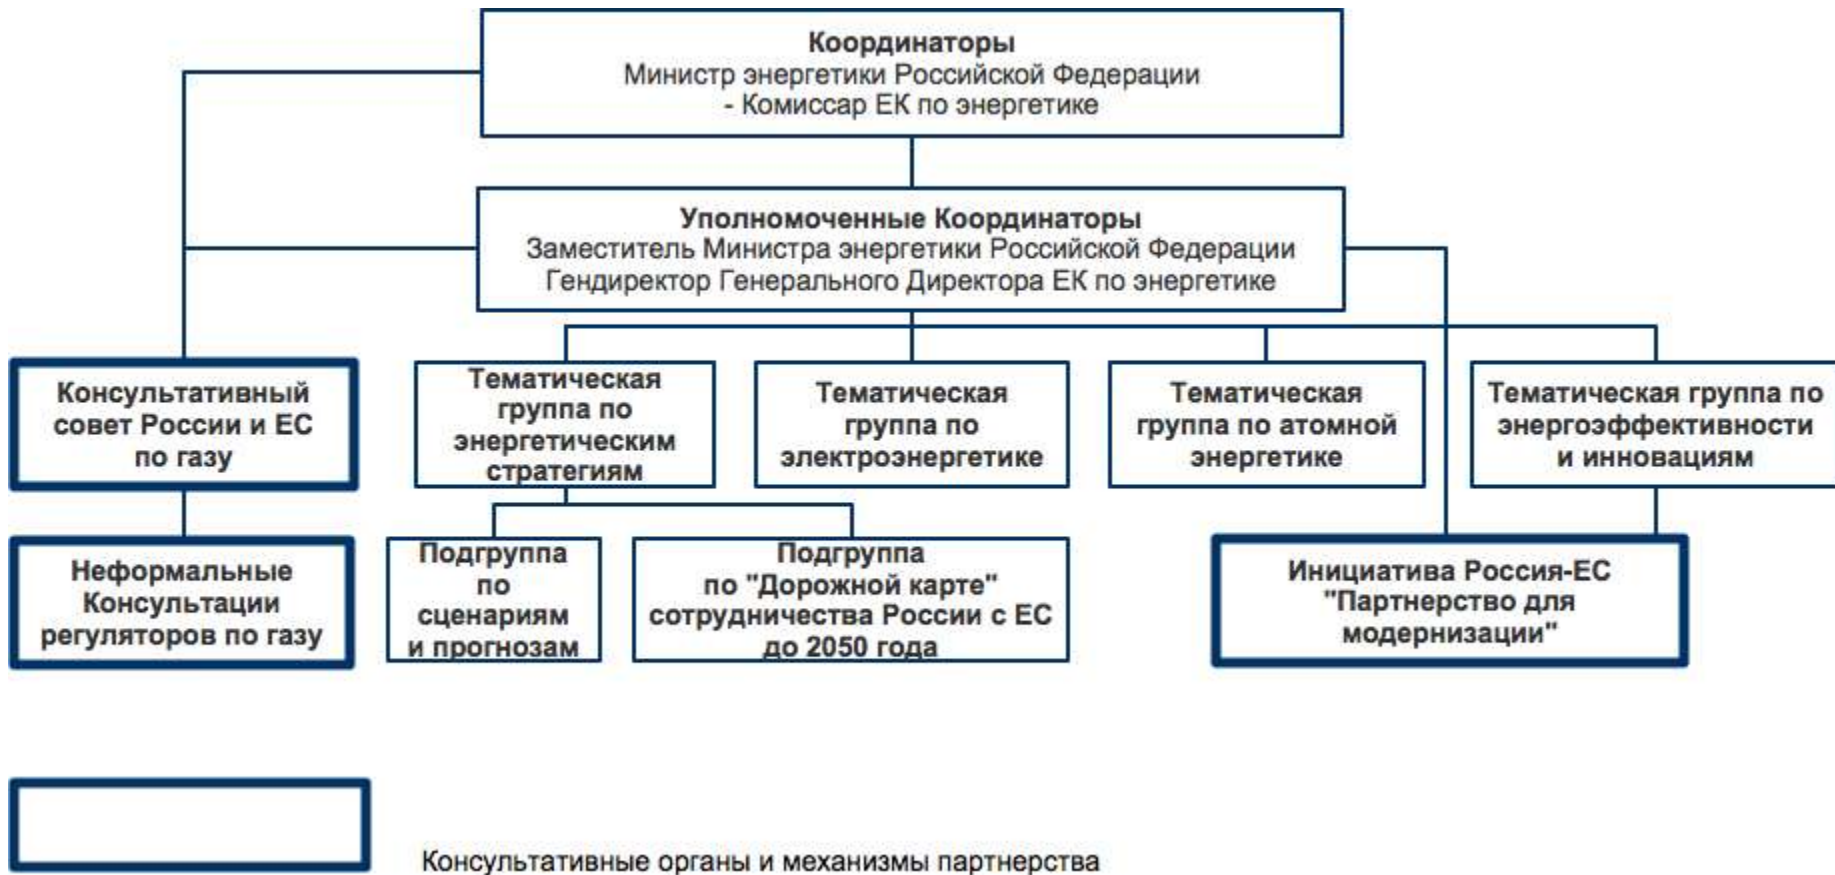 Координаторы
Министр энергетики Российской Федерации
- Комиссар ЕК по энергетике
Уполномоченные Координаторы
Заместитель Министра энергетики Российской Федерации
Гендиректор Генерального Директора ЕК по энергетике
Консультативный
совет России и ЕС
по газу
Тематическая
группа по
энергетическим
стратегиям
Тематическая
группа по
электроэнергетике
Тематическая
группа по атомной
энергетике
Тематическая группа по
энергоэффективности
и инновациям
Неформальные
Консультации
регуляторов по газу
Подгруппа
по
сценариям
и прогнозам
Подгруппа
по "Дорожной карте"
сотрудничества России с ЕС
до 2050 года
Инициатива Россия-ЕС
"Партнерство для
модернизации"
Консультативные органы и механизмы партнерства